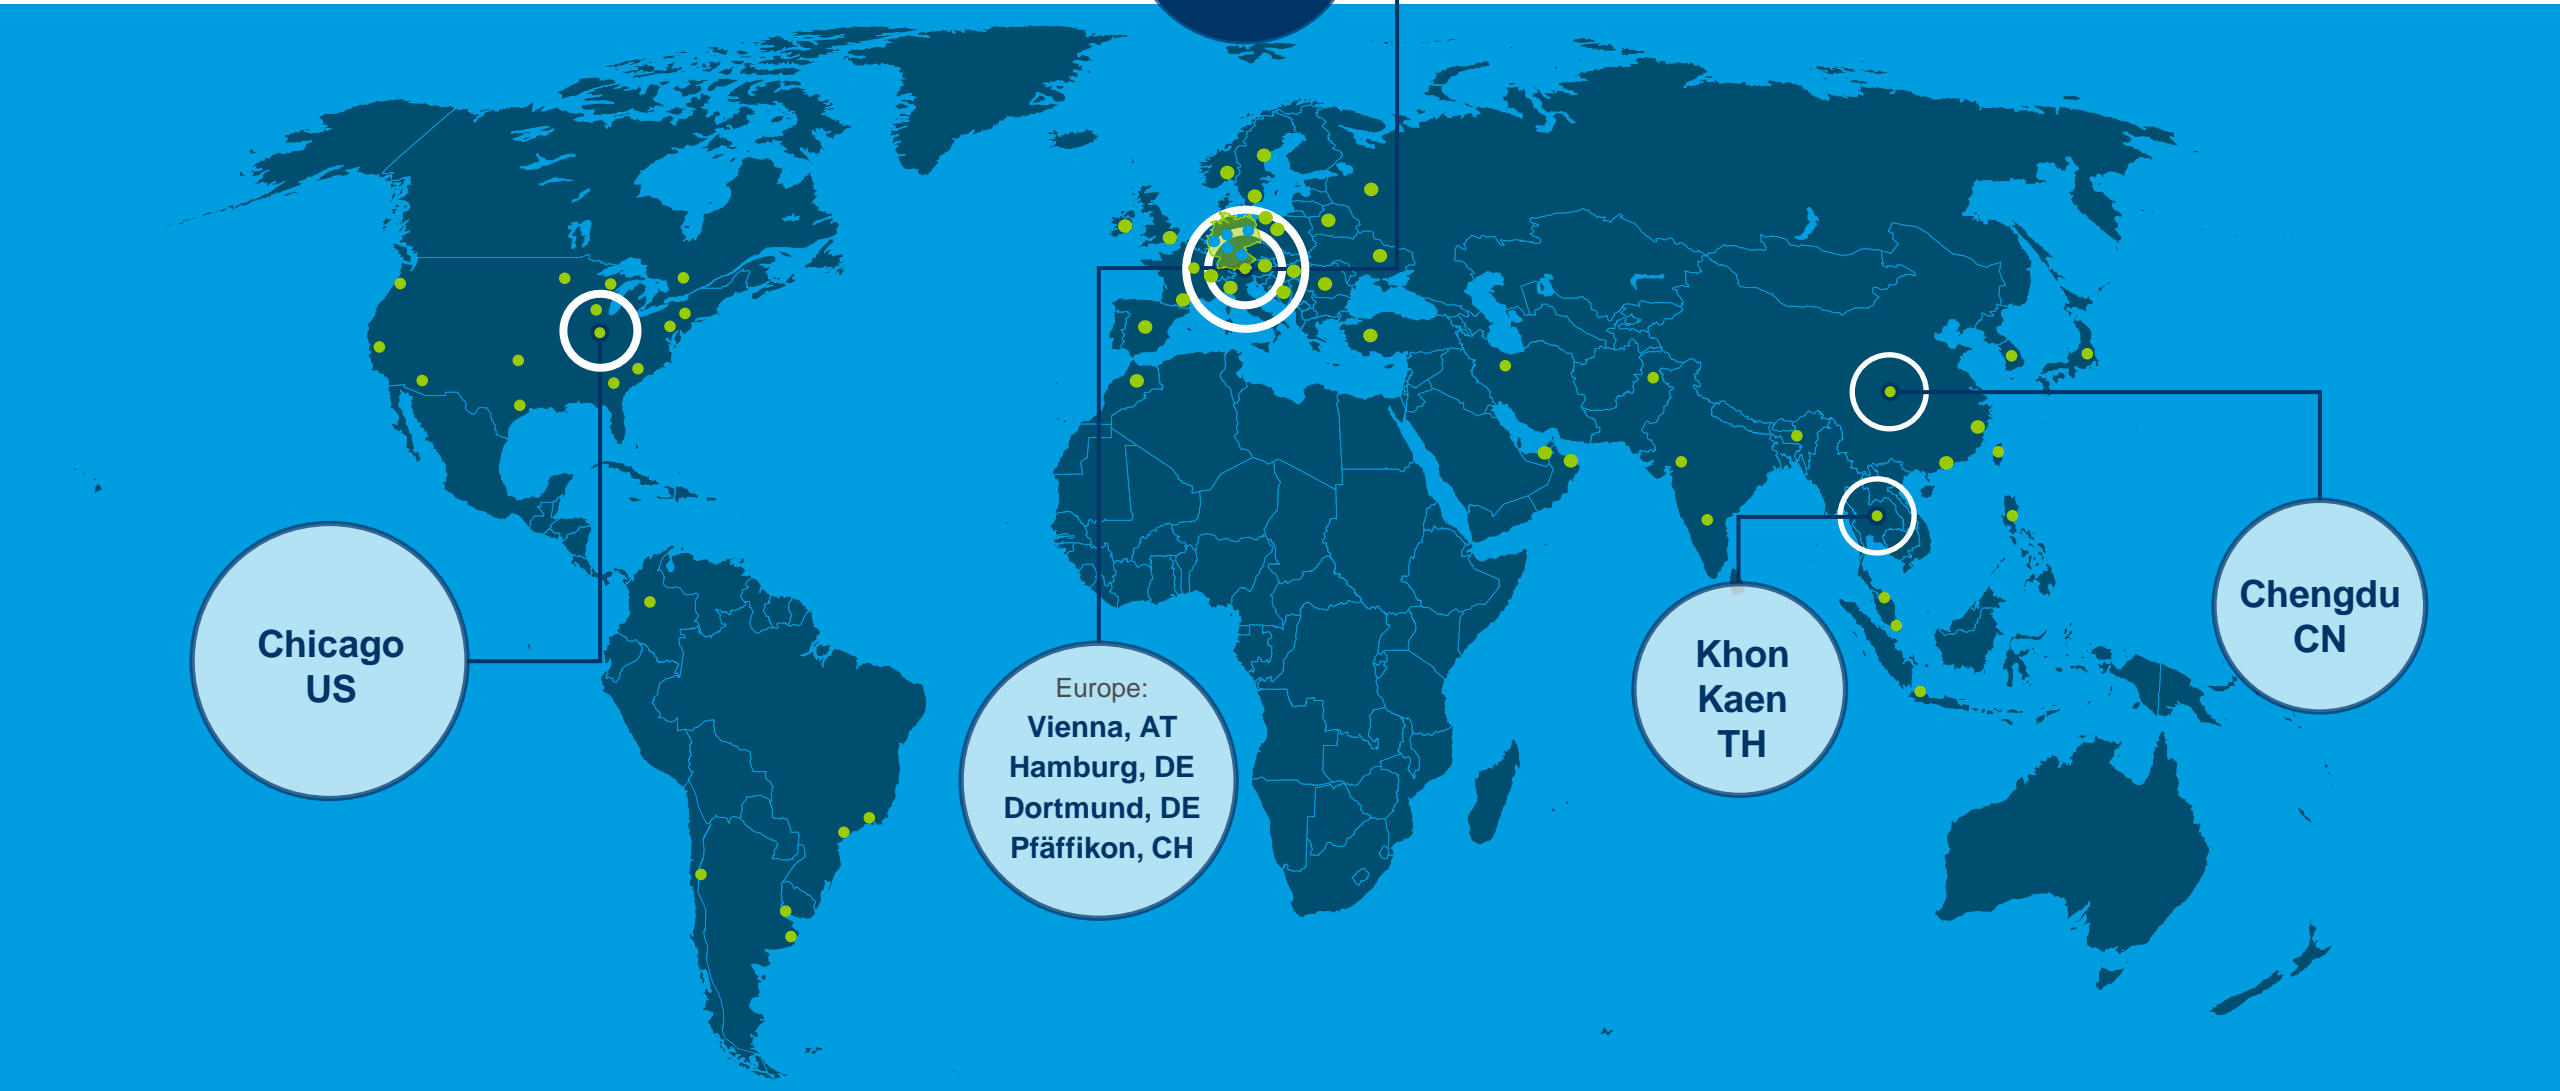 Chicago
US
Europe:
Vienna, AT
Hamburg, DE
Dortmund, DE
Pfäffikon, CH
Khon
Kaen
TH
Chengdu
CN